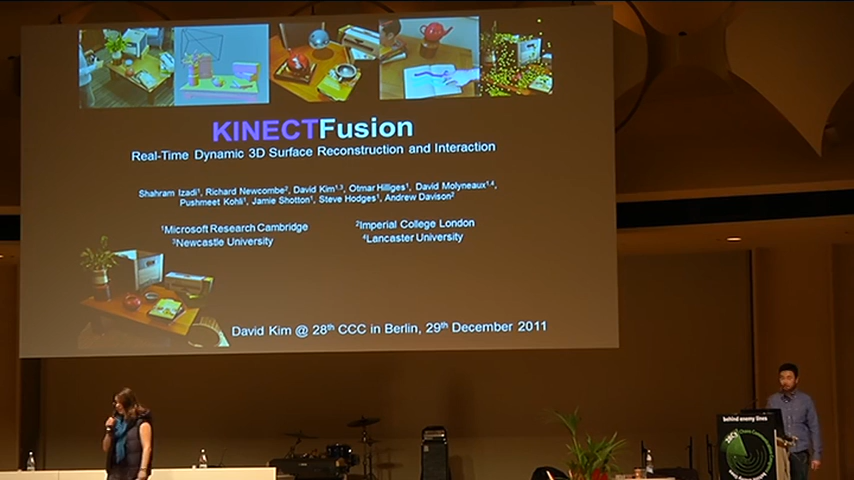 KINECTFusion
Real-Time Dynamic 3D Surface Reconstruction and Interaction
Shahram Izadi¹, Richard Newcombe², David Kim¹,³, Otmar Hilliges¹, David Molyneaux¹,⁴,
Pushmeet Kohli¹, Jamie Shotton¹, Steve Hodges¹, Andrew Davison²
¹Microsoft Research Cambridge ²Imperial College London
³Newcastle University ⁴Lancaster University
David Kim @ 28th CCC in Berlin, 29th December 2011
behind enemy lines